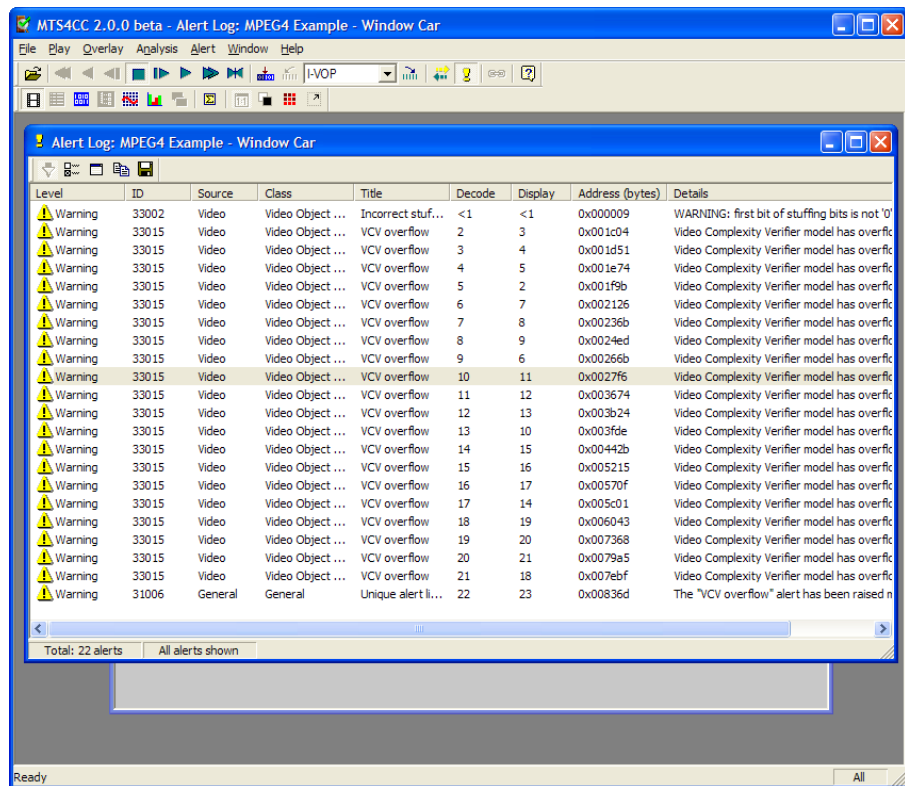 MTS4CC 2.0.0 beta - Alert Log: MPEG4 Example - Window Car
File Play Overlay Analysis Alert Window Help
I-VOP
1:1
Alert Log: MPEG4 Example - Window Car
Level ID Source Class Title Decode Display Address (bytes) Details
Warning 33002 Video Video Object ... Incorrect stuf... <1 <1 0x000009 WARNING: first bit of stuffing bits is not '0'
Warning 33015 Video Video Object ... VCV overflow 2 3 0x001c04 Video Complexity Verifier model has overflo
Warning 33015 Video Video Object ... VCV overflow 3 4 0x001d51 Video Complexity Verifier model has overflo
Warning 33015 Video Video Object ... VCV overflow 4 5 0x001e74 Video Complexity Verifier model has overflo
Warning 33015 Video Video Object ... VCV overflow 5 2 0x001f9b Video Complexity Verifier model has overflo
Warning 33015 Video Video Object ... VCV overflow 6 7 0x002126 Video Complexity Verifier model has overflo
Warning 33015 Video Video Object ... VCV overflow 7 8 0x00236b Video Complexity Verifier model has overflo
Warning 33015 Video Video Object ... VCV overflow 8 9 0x0024ed Video Complexity Verifier model has overflo
Warning 33015 Video Video Object ... VCV overflow 9 6 0x00266b Video Complexity Verifier model has overflo
Warning 33015 Video Video Object ... VCV overflow 10 11 0x0027f6 Video Complexity Verifier model has overflo
Warning 33015 Video Video Object ... VCV overflow 11 12 0x003674 Video Complexity Verifier model has overflo
Warning 33015 Video Video Object ... VCV overflow 12 13 0x003b24 Video Complexity Verifier model has overflo
Warning 33015 Video Video Object ... VCV overflow 13 10 0x003fde Video Complexity Verifier model has overflo
Warning 33015 Video Video Object ... VCV overflow 14 15 0x00442b Video Complexity Verifier model has overflo
Warning 33015 Video Video Object ... VCV overflow 15 16 0x005215 Video Complexity Verifier model has overflo
Warning 33015 Video Video Object ... VCV overflow 16 17 0x00570f Video Complexity Verifier model has overflo
Warning 33015 Video Video Object ... VCV overflow 17 14 0x005c01 Video Complexity Verifier model has overflo
Warning 33015 Video Video Object ... VCV overflow 18 19 0x006043 Video Complexity Verifier model has overflo
Warning 33015 Video Video Object ... VCV overflow 19 20 0x007368 Video Complexity Verifier model has overflo
Warning 33015 Video Video Object ... VCV overflow 20 21 0x0079a5 Video Complexity Verifier model has overflo
Warning 33015 Video Video Object ... VCV overflow 21 18 0x007ebf Video Complexity Verifier model has overflo
Warning 31006 General General Unique alert li... 22 23 0x00836d The "VCV overflow" alert has been raised m
Total: 22 alerts All alerts shown
Ready All